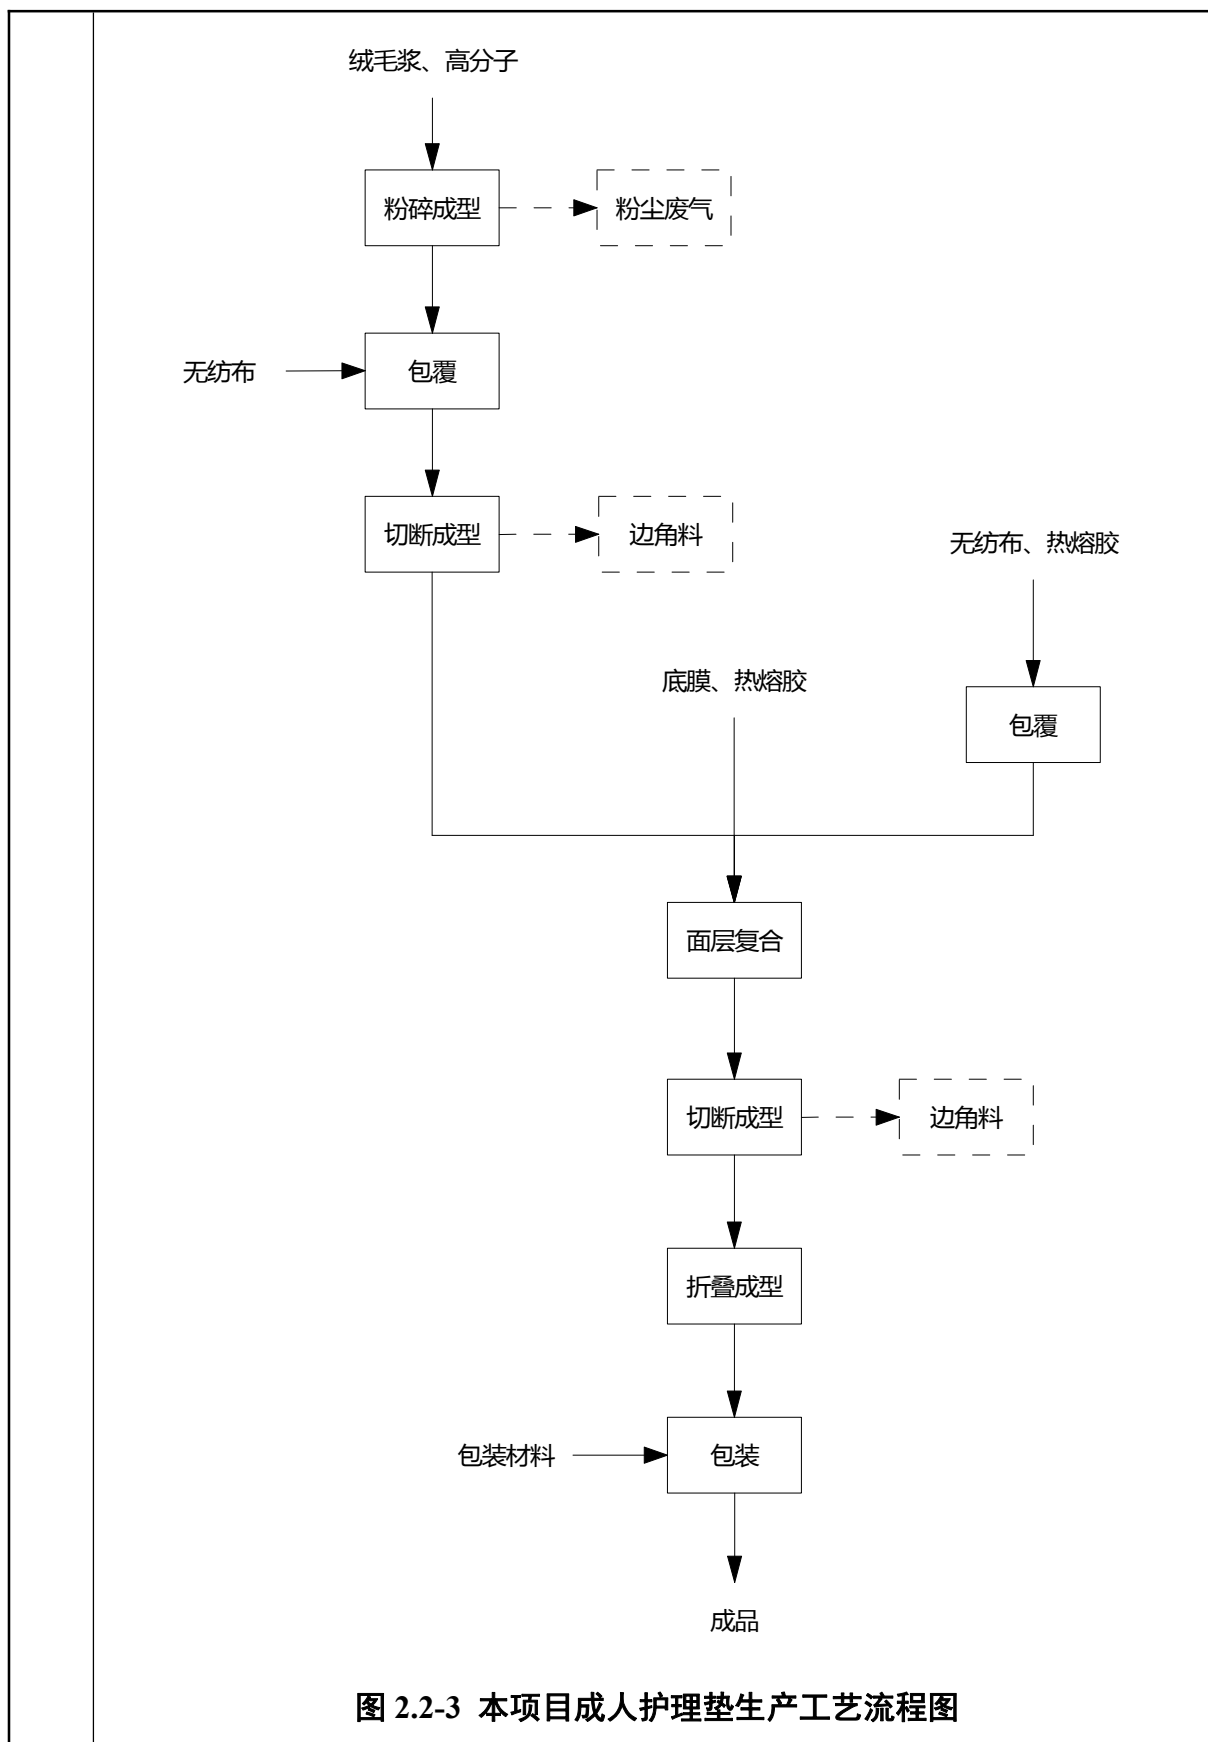 绒毛浆、高分子
粉碎成型
粉尘废气
无纺布
包覆
切断成型
边角料
无纺布、热熔胶
底膜、热熔胶
包覆
面层复合
切断成型
边角料
折叠成型
包装材料
包装
成品
图 2.2-3 本项目成人护理垫生产工艺流程图